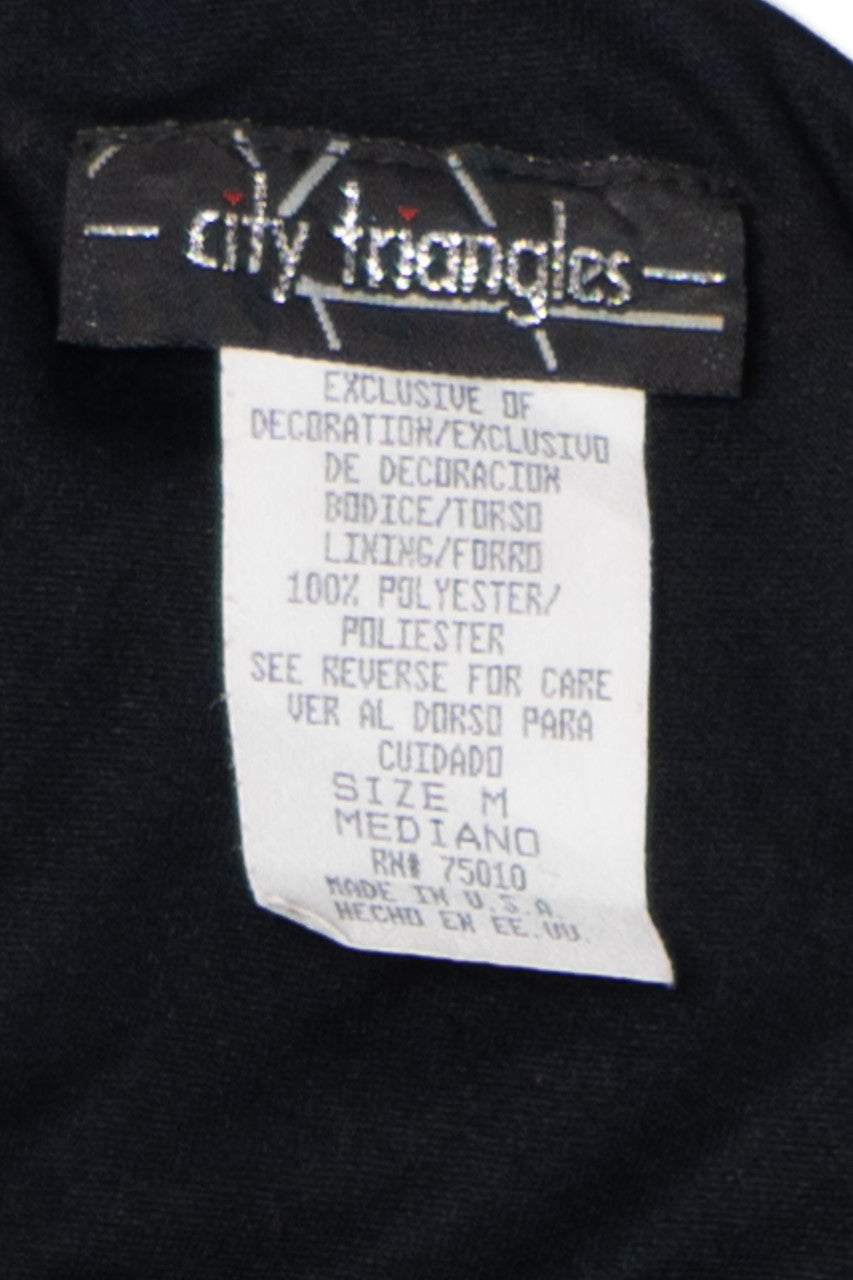 city triangles
EXCLUSIVE OF
DECORATION/EXCLUSIVO
DE DECORACION
BODICE/TORSO
LINING/FORRO
100% POLYESTER/
POLIESTER
SEE REVERSE FOR CARE
VER AL DORSO PARA
CUIDADO
SIZE M
MEDIANO
RN# 75010
MADE IN U.S.A.
HECHO EN EE.UU.